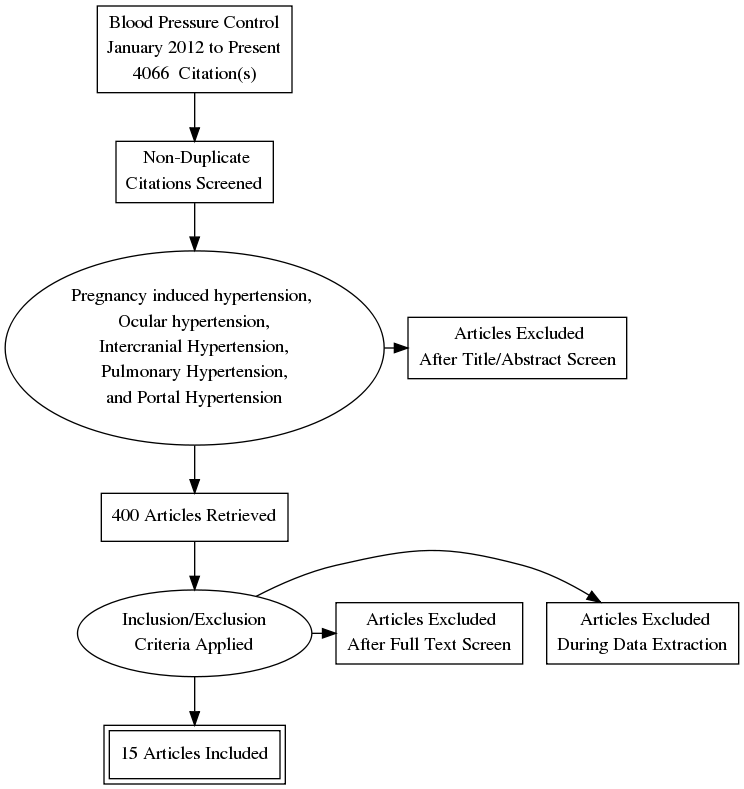 Blood Pressure Control
January 2012 to Present
4066  Citation(s)
Non-Duplicate
Citations Screened
Pregnancy induced hypertension,
Ocular hypertension,
Intercranial Hypertension,
Pulmonary Hypertension,
and Portal Hypertension
Articles Excluded
After Title/Abstract Screen
400 Articles Retrieved
Inclusion/Exclusion
Criteria Applied
Articles Excluded
After Full Text Screen
Articles Excluded
During Data Extraction
15 Articles Included